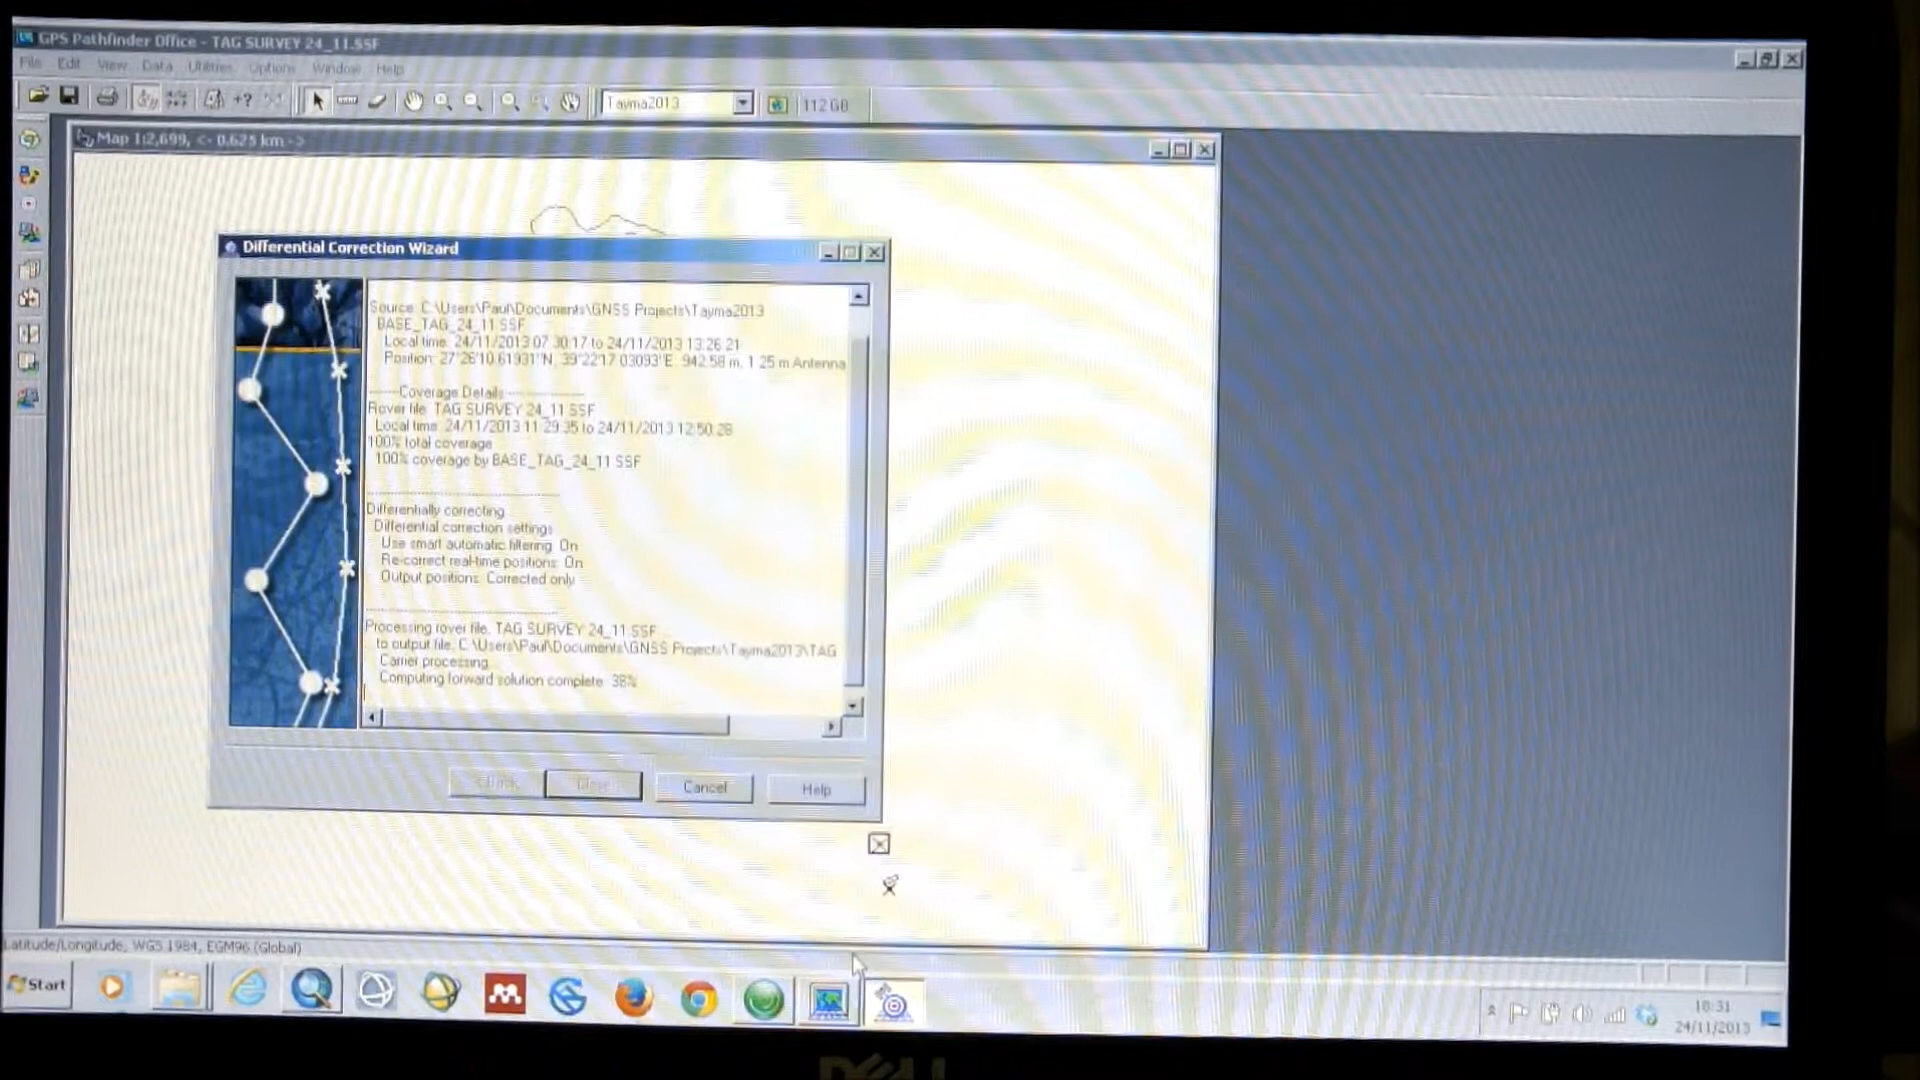 GPS Pathfinder Office - TAG SURVEY 24_11.SSF
File Edit View Data Utilities Options Window Help
Tayma2013
112 GB
Map 1:2,699, <- 0.625 km ->
Differential Correction Wizard
Source: C:\Users\Paul\Documents\GNSS Projects\Tayma2013
BASE_TAG_24_11.SSF
Local time: 24/11/2013 07:30:17 to 24/11/2013 13:26:21
Position: 27°26'10.61931"N, 39°22'17.03093"E, 942.58 m, 1.25 m Antenna
Coverage Details
Rover file: TAG SURVEY 24_11.SSF
Local time: 24/11/2013 11:29:35 to 24/11/2013 12:50:28
100% total coverage
100% coverage by BASE_TAG_24_11.SSF
Differentially correcting...
Differential correction settings:
Use smart automatic filtering: On
Re-correct real-time positions: On
Output positions: Corrected only
Processing rover file, TAG SURVEY 24_11.SSF ...
to output file, C:\Users\Paul\Documents\GNSS Projects\Tayma2013\TAG
Carrier processing...
Computing forward solution complete: 38%
< Back Close Cancel Help
Latitude/Longitude, WGS 1984, EGM96 (Global)
Start
18:31
24/11/2013
DELL